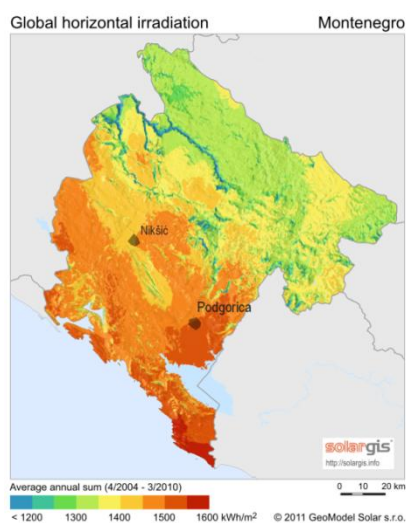 Global horizontal irradiation Montenegro
Nikšić
Podgorica
solargis
http://solargis.info
Average annual sum (4/2004 - 3/2010) 0 10 20 km
< 1200 1300 1400 1500 1600 kWh/m² © 2011 GeoModel Solar s.r.o.